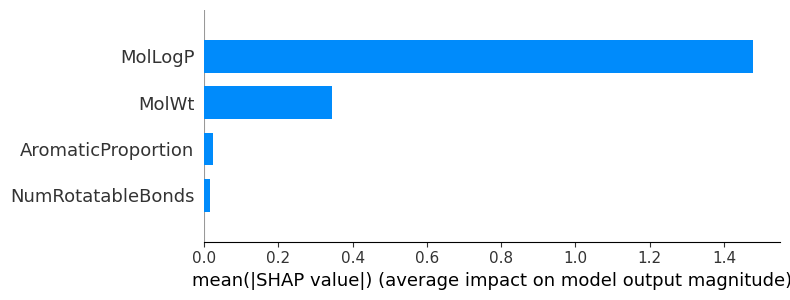 MolLogP
MolWt
AromaticProportion
NumRotatableBonds
0.0 0.2 0.4 0.6 0.8 1.0 1.2 1.4
mean(|SHAP value|) (average impact on model output magnitude)